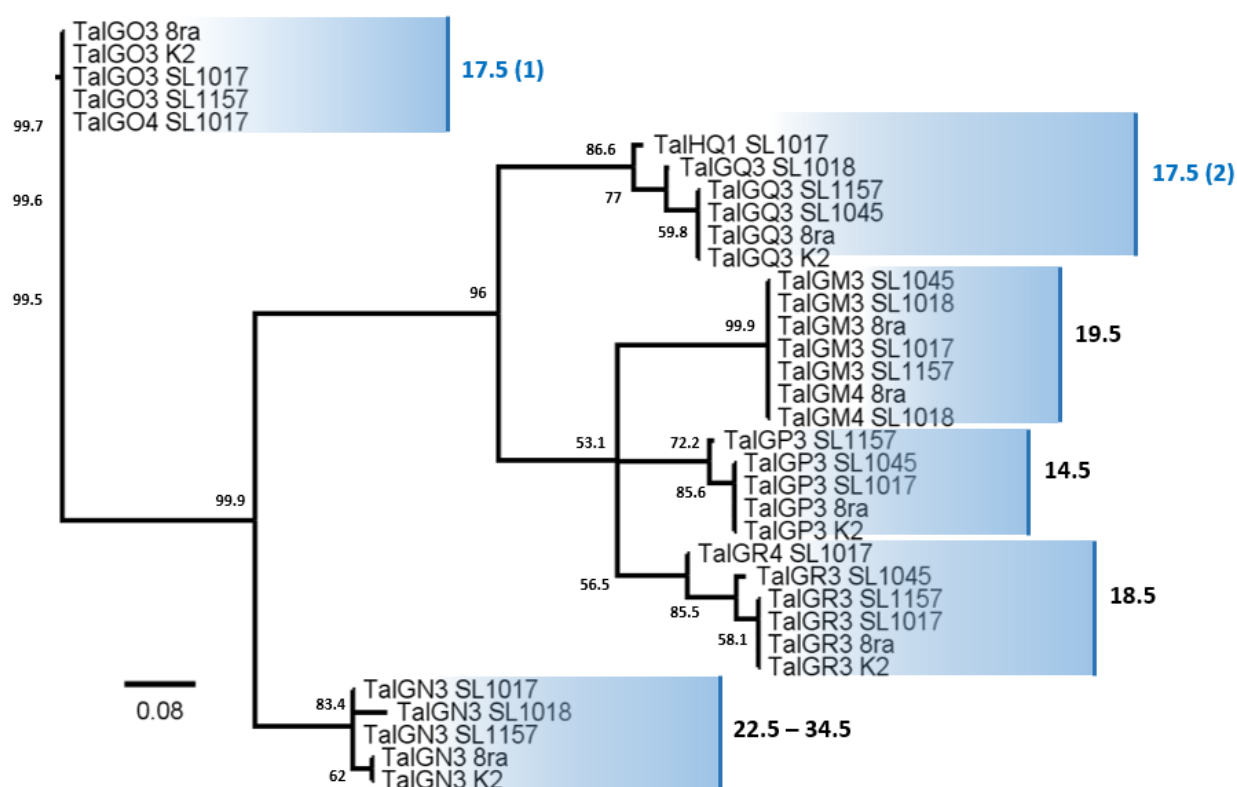 TalGO3 8ra
TalGO3 K2
TalGO3 SL1017
TalGO3 SL1157
TalGO4 SL1017
17.5 (1)
99.7
99.6
99.5
86.6
TalHQ1 SL1017
TalGQ3 SL1018
77
TalGQ3 SL1157
TalGQ3 SL1045
59.8
TalGQ3 8ra
TalGQ3 K2
17.5 (2)
96
TalGM3 SL1045
TalGM3 SL1018
99.9
TalGM3 8ra
TalGM3 SL1017
TalGM3 SL1157
TalGM4 8ra
TalGM4 SL1018
19.5
53.1
72.2
TalGP3 SL1157
TalGP3 SL1045
85.6
TalGP3 SL1017
TalGP3 8ra
TalGP3 K2
14.5
99.9
TalGR4 SL1017
56.5
TalGR3 SL1045
85.5
TalGR3 SL1157
TalGR3 SL1017
58.1
TalGR3 8ra
TalGR3 K2
18.5
0.08
TalGN3 SL1017
83.4
TalGN3 SL1018
TalGN3 SL1157
TalGN3 8ra
62
TalGN3 K2
22.5 – 34.5